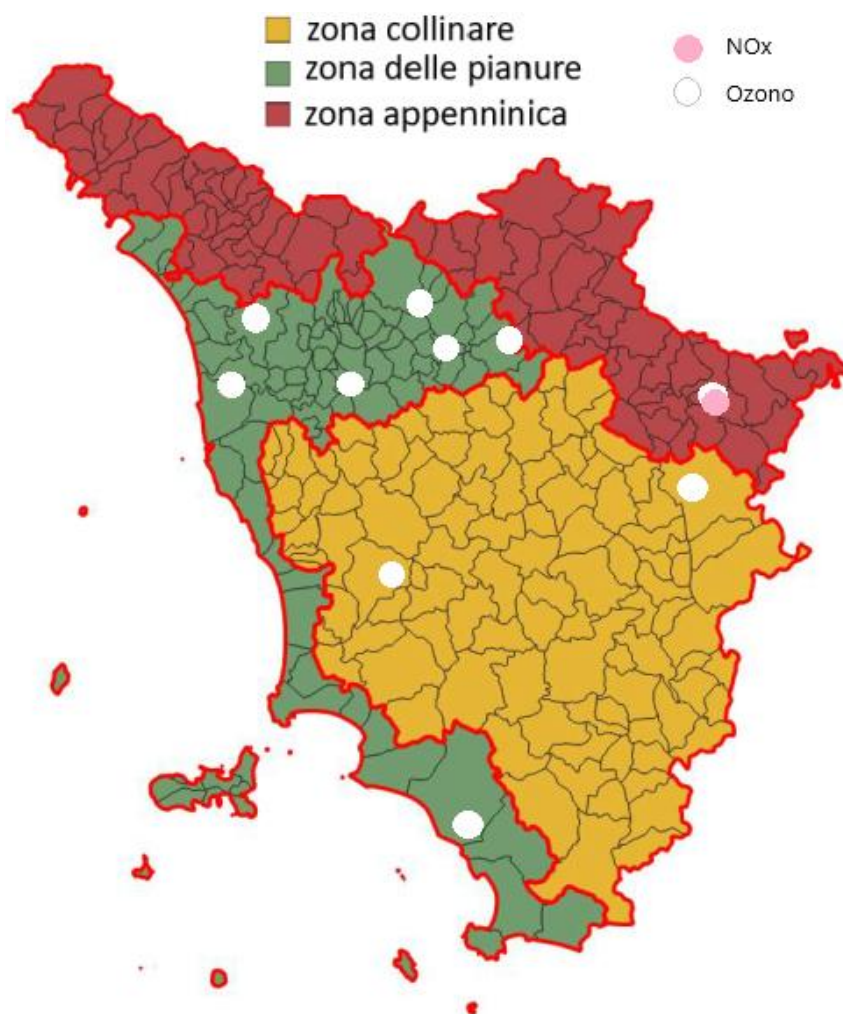 zona collinare
zona delle pianure
zona appenninica
NOx
Ozono